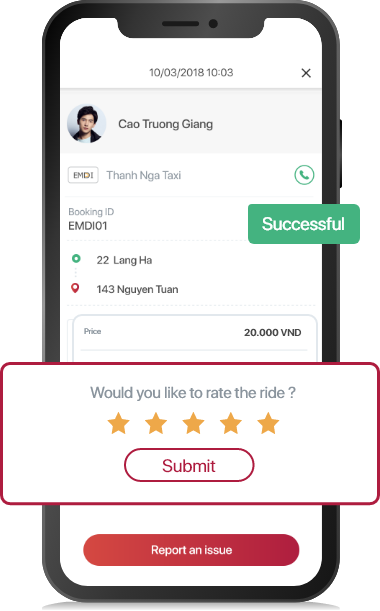 10/03/2018 10:03
Cao Truong Giang
EMDI Thanh Nga Taxi
Booking ID
EMDI01
Successful
22 Lang Ha
143 Nguyen Tuan
Price 20.000 VND
Would you like to rate the ride ?
Submit
Report an issue